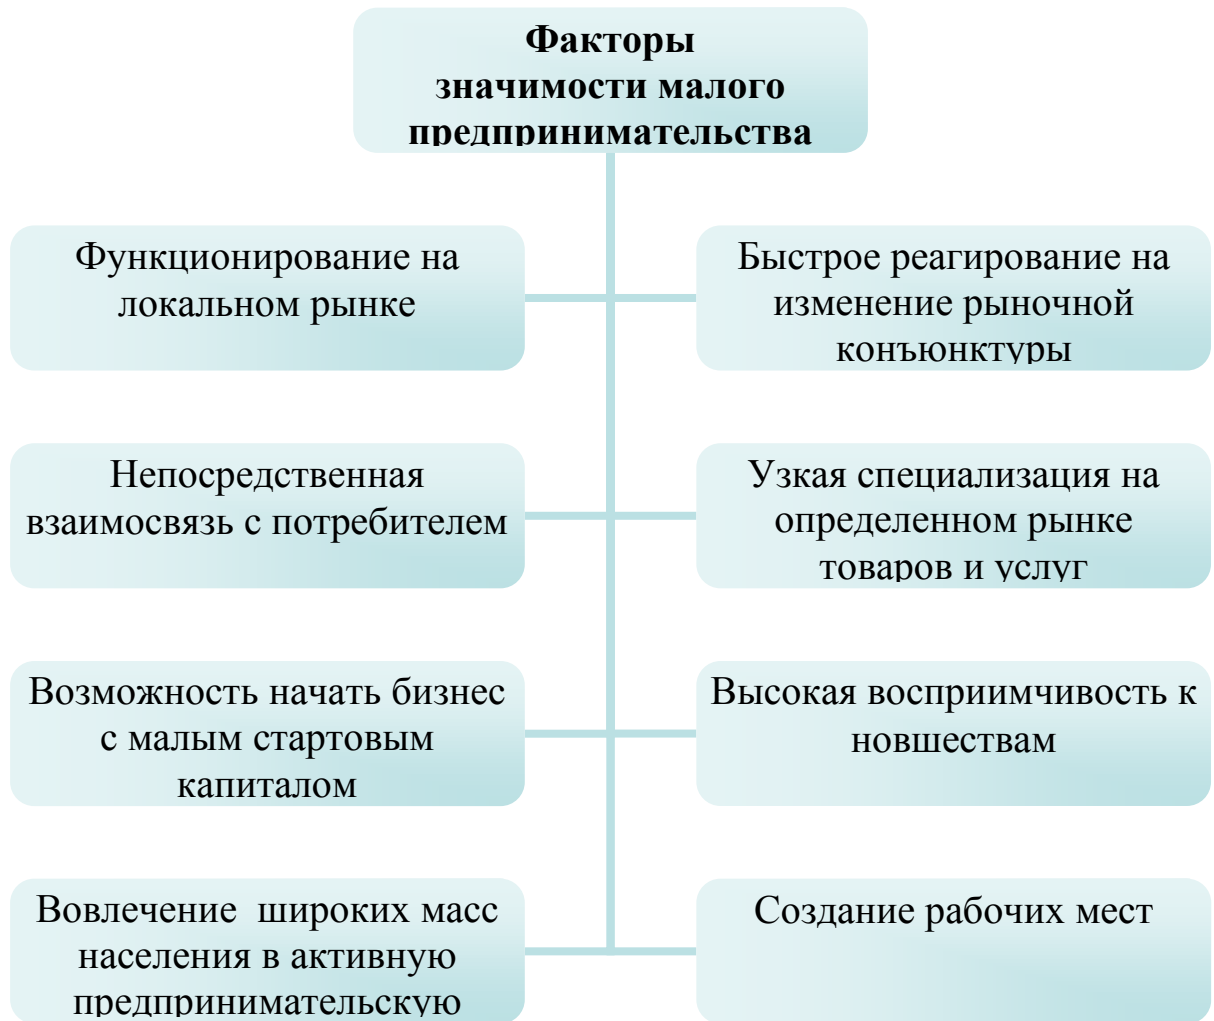 Факторы
значимости малого
предпринимательства
Функционирование на
локальном рынке
Быстрое реагирование на
изменение рыночной
конъюнктуры
Непосредственная
взаимосвязь с потребителем
Узкая специализация на
определенном рынке
товаров и услуг
Возможность начать бизнес
с малым стартовым
капиталом
Высокая восприимчивость к
новшествам
Вовлечение широких масс
населения в активную
предпринимательскую
Создание рабочих мест